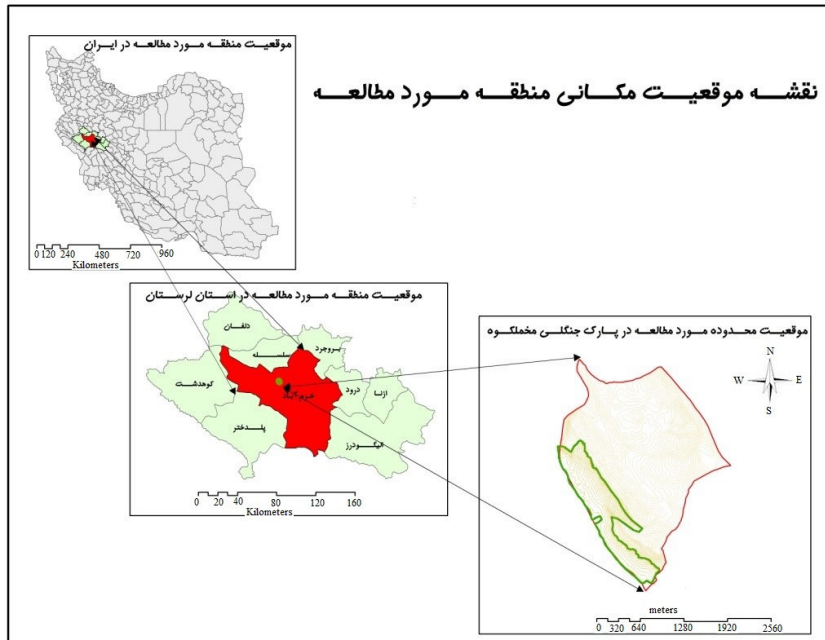 نقشه موقعیت مکانی منطقه مورد مطالعه
موقعیت منطقه مورد مطالعه در ایران
0 120 240 480 720 960
Kilometers
موقعیت منطقه مورد مطالعه در استان لرستان
دلفان
سلسله
بروجرد
کوهدشت
خرم آباد
درود
ازنا
پلدختر
الیگودرز
0 10 20 40 80 120 160
Kilometers
موقعیت محدوده مورد مطالعه در پارک جنگلی مخملکوه
N
W E
S
meters
0 320 640 1280 1920 2560